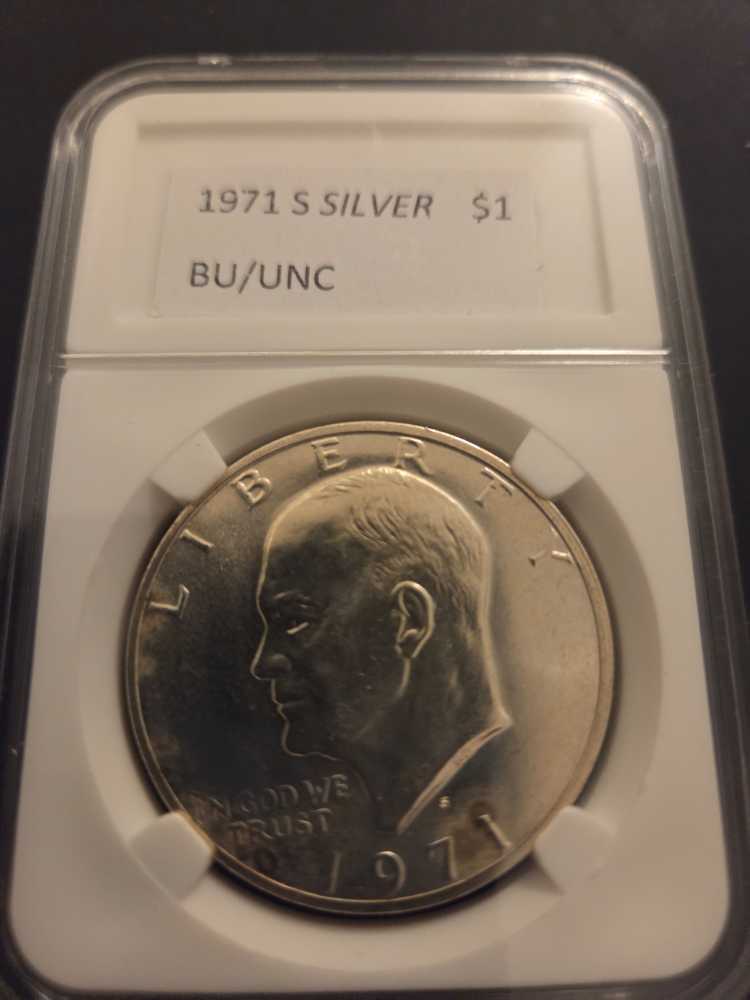 1971 S SILVER $1
BU/UNC
LIBERTY
IN GOD WE
TRUST
S
1971